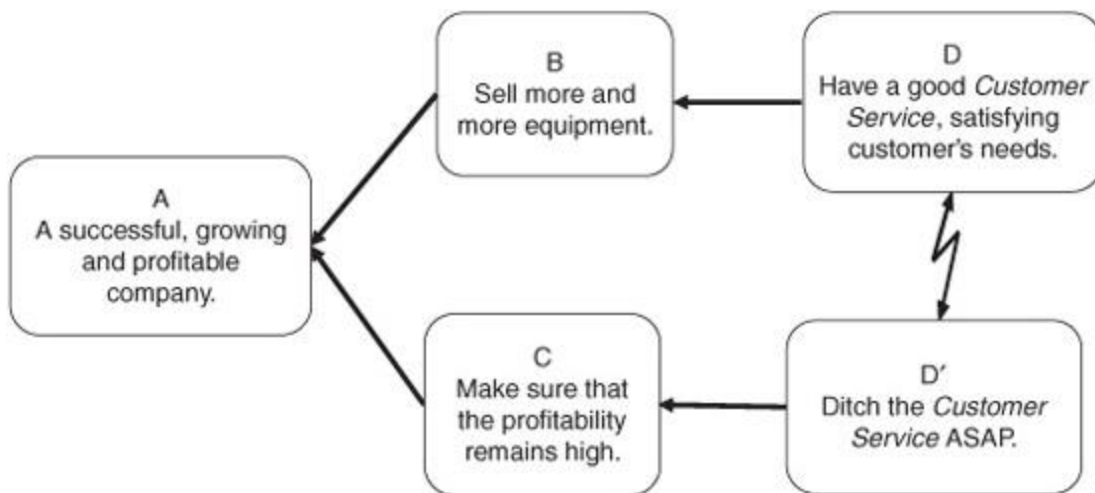 A
A successful, growing
and profitable
company.
B
Sell more and
more equipment.
D
Have a good Customer
Service, satisfying
customer's needs.
C
Make sure that
the profitability
remains high.
D′
Ditch the Customer
Service ASAP.